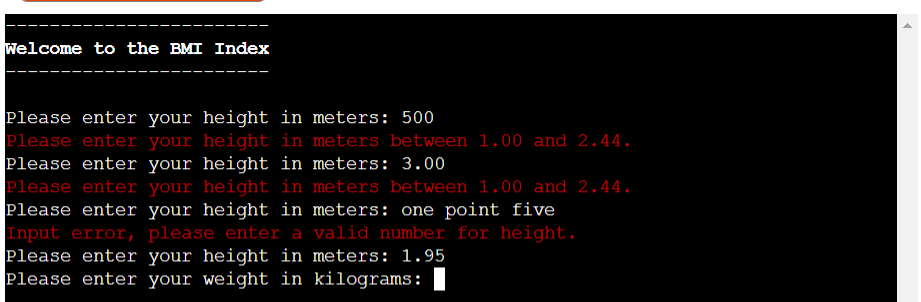 ------------------------
Welcome to the BMI Index
------------------------
Please enter your height in meters: 500
Please enter your height in meters between 1.00 and 2.44.
Please enter your height in meters: 3.00
Please enter your height in meters between 1.00 and 2.44.
Please enter your height in meters: one point five
Input error, please enter a valid number for height.
Please enter your height in meters: 1.95
Please enter your weight in kilograms: